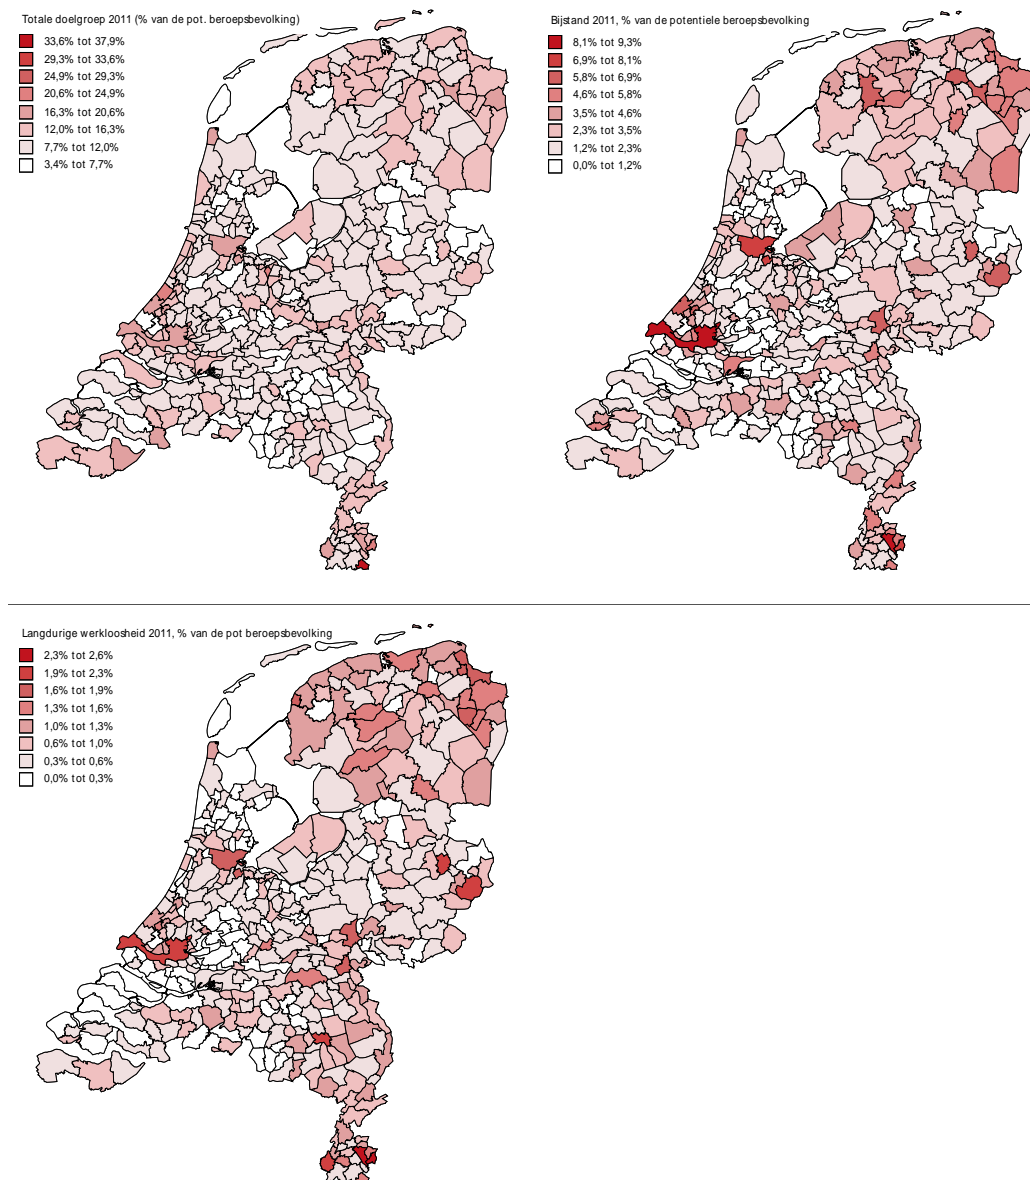 Totale doelgroep 2011 (% van de pot. beroepsbevolking)
33,6% tot 37,9%
29,3% tot 33,6%
24,9% tot 29,3%
20,6% tot 24,9%
16,3% tot 20,6%
12,0% tot 16,3%
7,7% tot 12,0%
3,4% tot 7,7%
Bijstand 2011, % van de potentiele beroepsbevolking
8,1% tot 9,3%
6,9% tot 8,1%
5,8% tot 6,9%
4,6% tot 5,8%
3,5% tot 4,6%
2,3% tot 3,5%
1,2% tot 2,3%
0,0% tot 1,2%
Langdurige werkloosheid 2011, % van de pot beroepsbevolking
2,3% tot 2,6%
1,9% tot 2,3%
1,6% tot 1,9%
1,3% tot 1,6%
1,0% tot 1,3%
0,6% tot 1,0%
0,3% tot 0,6%
0,0% tot 0,3%